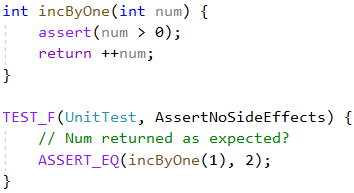 int incByOne(int num) {
    assert(num > 0);
    return ++num;
}

TEST_F(UnitTest, AssertNoSideEffects) {
    // Num returned as expected?
    ASSERT_EQ(incByOne(1), 2);
}